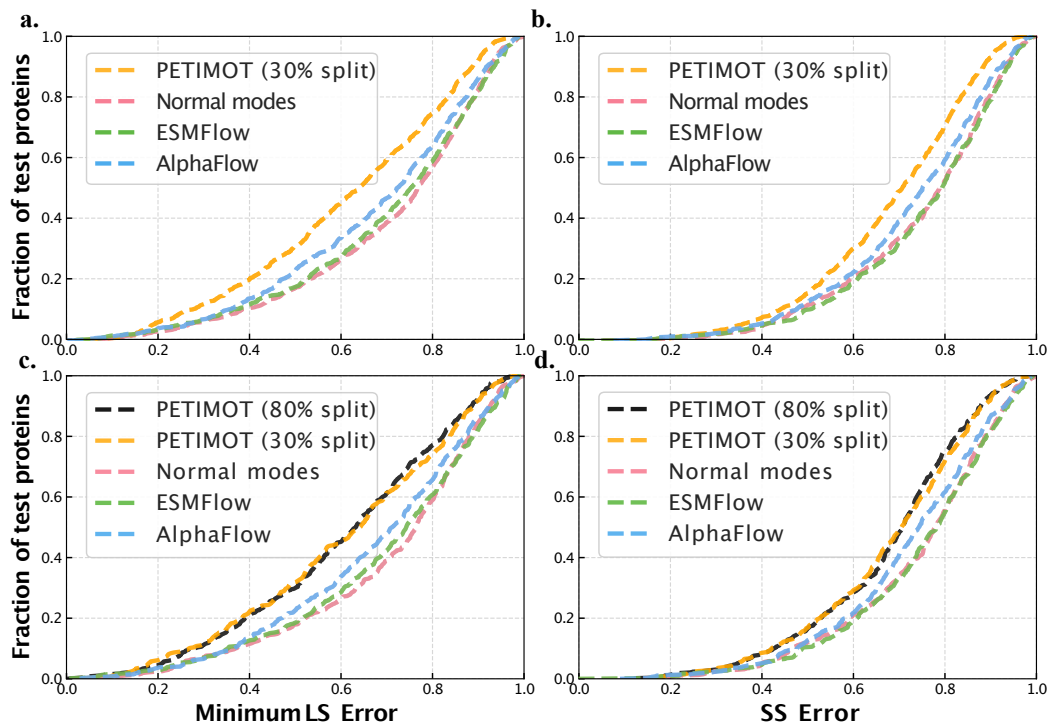 a.
Fraction of test proteins
1.0
0.8
0.6
0.4
0.2
0.0
PETIMOT (30% split)
Normal modes
ESMFlow
AlphaFlow
0.0 0.2 0.4 0.6 0.8 1.0
b.
1.0
0.8
0.6
0.4
0.2
0.0
PETIMOT (30% split)
Normal modes
ESMFlow
AlphaFlow
0.0 0.2 0.4 0.6 0.8 1.0
c.
Fraction of test proteins
1.0
0.8
0.6
0.4
0.2
0.0
PETIMOT (80% split)
PETIMOT (30% split)
Normal modes
ESMFlow
AlphaFlow
0.0 0.2 0.4 0.6 0.8 1.0
Minimum LS Error
d.
1.0
0.8
0.6
0.4
0.2
0.0
PETIMOT (80% split)
PETIMOT (30% split)
Normal modes
ESMFlow
AlphaFlow
0.0 0.2 0.4 0.6 0.8 1.0
SS Error